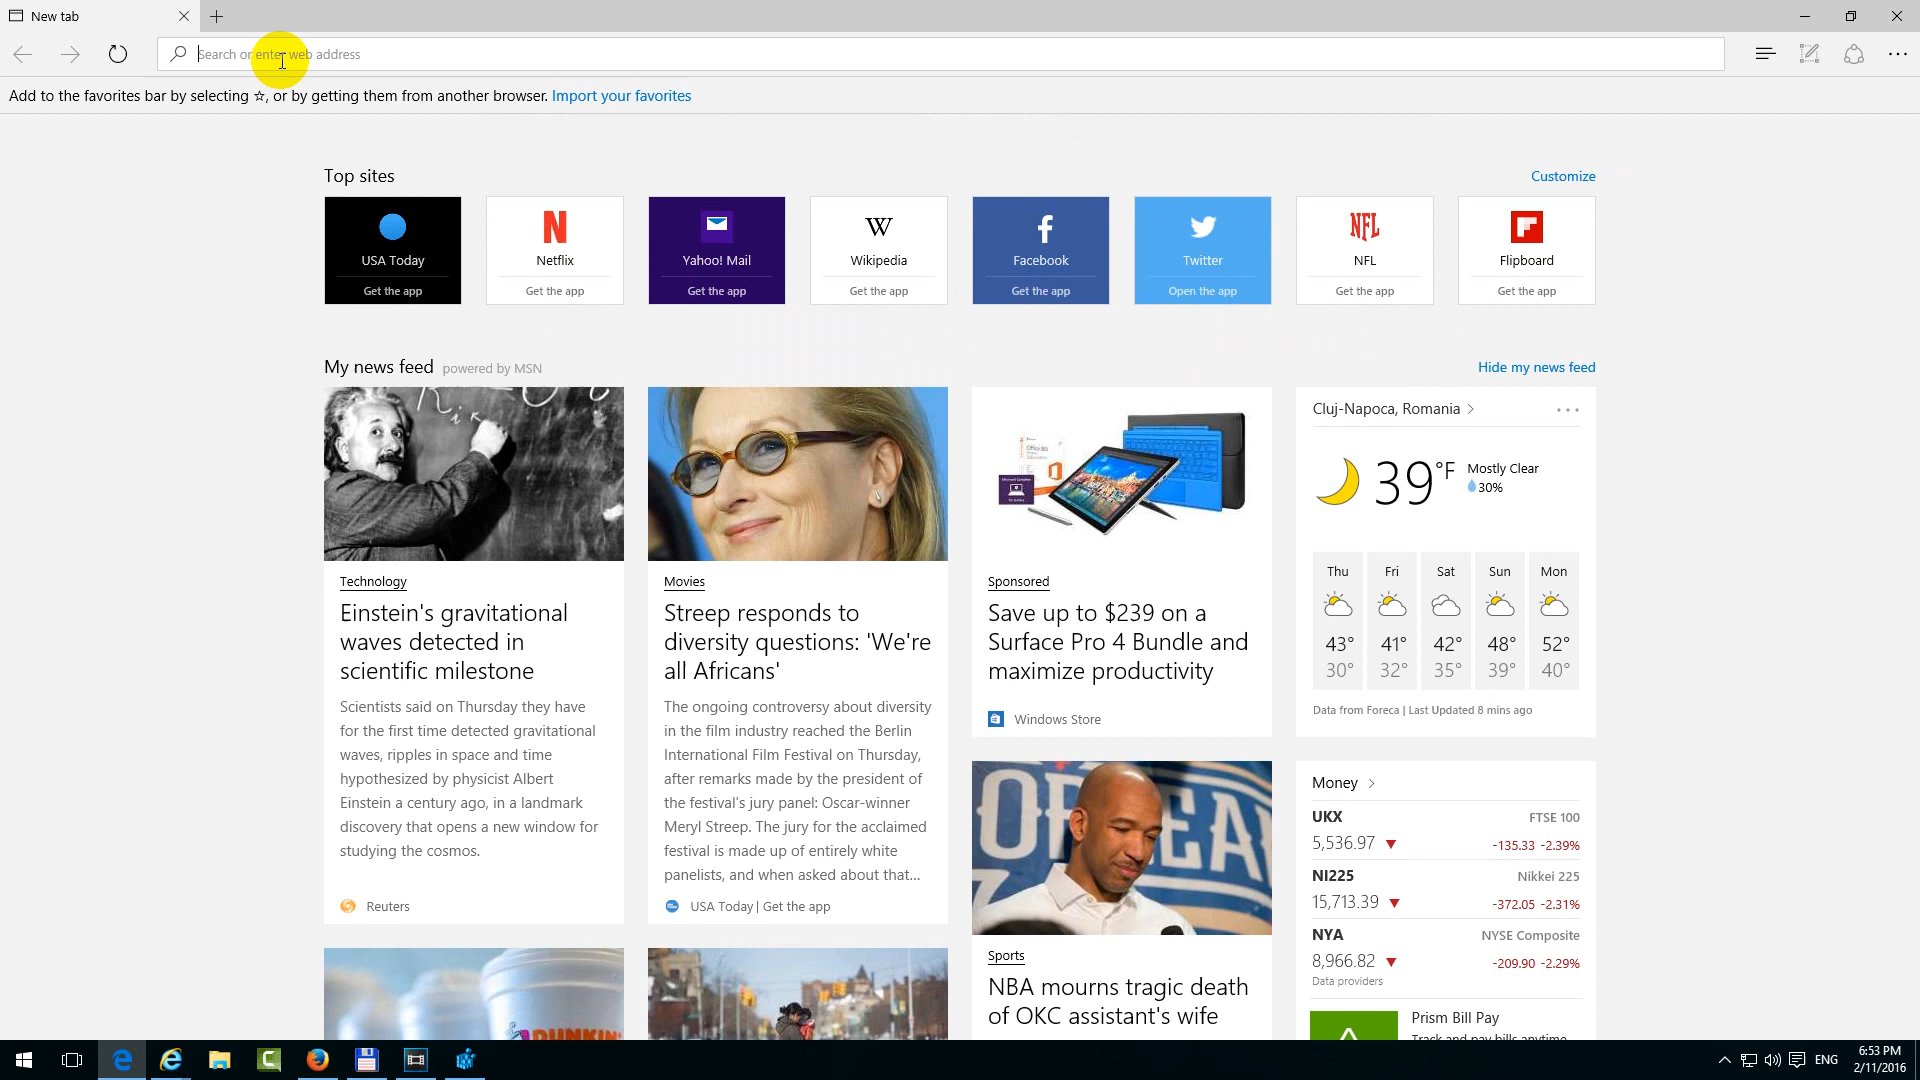 New tab
Search or enter web address
Add to the favorites bar by selecting ☆, or by getting them from another browser. Import your favorites
Top sites
Customize
USA Today
Get the app
Netflix
Get the app
Yahoo! Mail
Get the app
W
Wikipedia
Get the app
Facebook
Get the app
Twitter
Open the app
NFL
NFL
Get the app
Flipboard
Get the app
My news feed powered by MSN
Hide my news feed
Technology
Einstein's gravitational
waves detected in
scientific milestone
Scientists said on Thursday they have
for the first time detected gravitational
waves, ripples in space and time
hypothesized by physicist Albert
Einstein a century ago, in a landmark
discovery that opens a new window for
studying the cosmos.
Reuters
Movies
Streep responds to
diversity questions: 'We're
all Africans'
The ongoing controversy about diversity
in the film industry reached the Berlin
International Film Festival on Thursday,
after remarks made by the president of
the festival's jury panel: Oscar-winner
Meryl Streep. The jury for the acclaimed
festival is made up of entirely white
panelists, and when asked about that...
USA Today | Get the app
Sponsored
Save up to $239 on a
Surface Pro 4 Bundle and
maximize productivity
Windows Store
Sports
NBA mourns tragic death
of OKC assistant's wife
Cluj-Napoca, Romania >
39°F
Mostly Clear
30%
Thu Fri Sat Sun Mon
43° 41° 42° 48° 52°
30° 32° 35° 39° 40°
Data from Foreca | Last Updated 8 mins ago
Money >
UKX FTSE 100
5,536.97 ▼ -135.33 -2.39%
NI225 Nikkei 225
15,713.39 ▼ -372.05 -2.31%
NYA NYSE Composite
8,966.82 ▼ -209.90 -2.29%
Data providers
Prism Bill Pay
Track and pay bills anytime
ENG
6:53 PM
2/11/2016